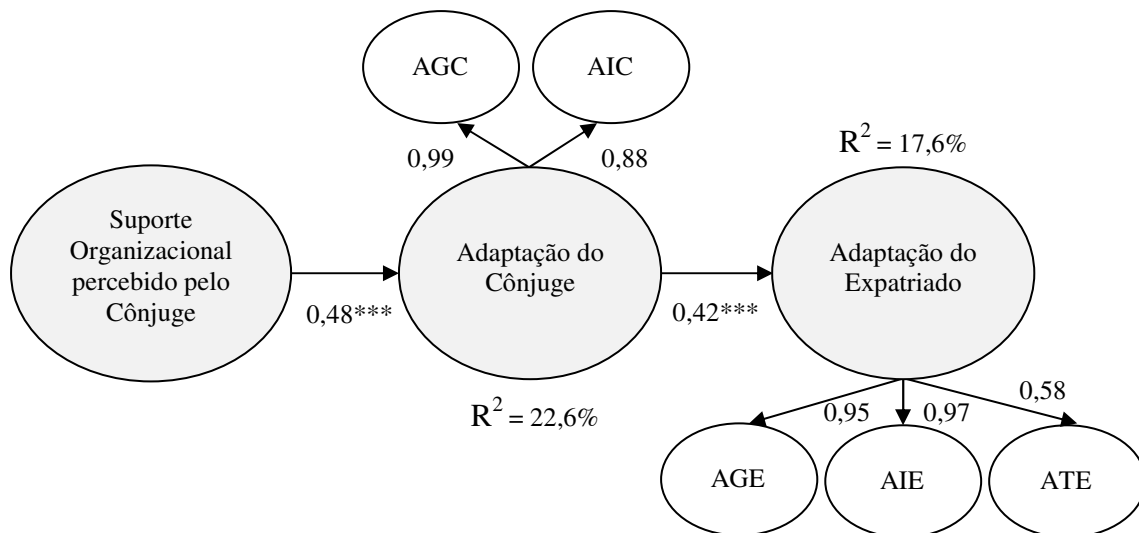 AGC
AIC
0,99
0,88
R² = 17,6%
Suporte
Organizacional
percebido pelo
Cônjuge
Adaptação do
Cônjuge
Adaptação do
Expatriado
0,48***
0,42***
R² = 22,6%
0,95
0,97
0,58
AGE
AIE
ATE